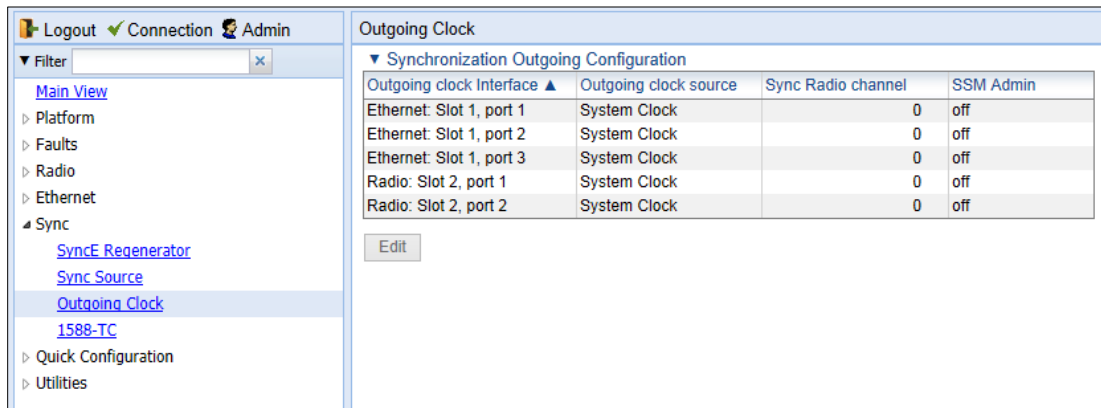 Logout Connection Admin
▼ Filter ×
Main View
▷ Platform
▷ Faults
▷ Radio
▷ Ethernet
Sync
SyncE Regenerator
Sync Source
Outgoing Clock
1588-TC
▷ Quick Configuration
▷ Utilities
Outgoing Clock
▼ Synchronization Outgoing Configuration
Outgoing clock Interface ▲ Outgoing clock source Sync Radio channel SSM Admin
Ethernet: Slot 1, port 1 System Clock 0 off
Ethernet: Slot 1, port 2 System Clock 0 off
Ethernet: Slot 1, port 3 System Clock 0 off
Radio: Slot 2, port 1 System Clock 0 off
Radio: Slot 2, port 2 System Clock 0 off
Edit